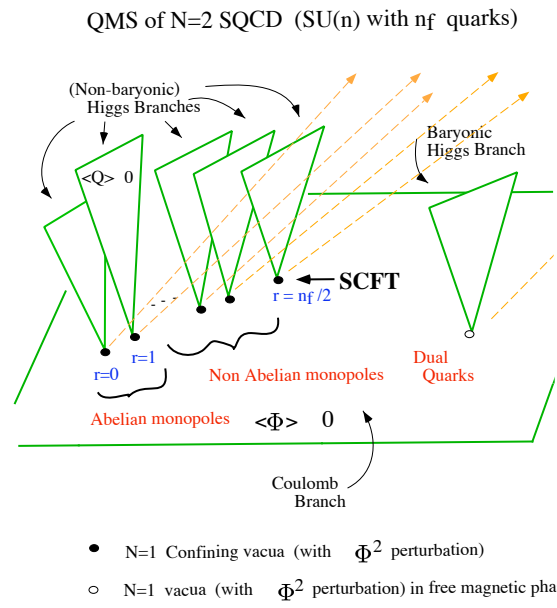 QMS of N=2 SQCD (SU(n) with nf quarks)
(Non-baryonic)
Higgs Branches
Baryonic
Higgs Branch
<Q> 0
SCFT
r = nf /2
- - -
r=1
r=0
Dual
Quarks
Non Abelian monopoles
Abelian monopoles
<Φ> 0
Coulomb
Branch
N=1 Confining vacua (with Φ² perturbation)
N=1 vacua (with Φ² perturbation) in free magnetic pha